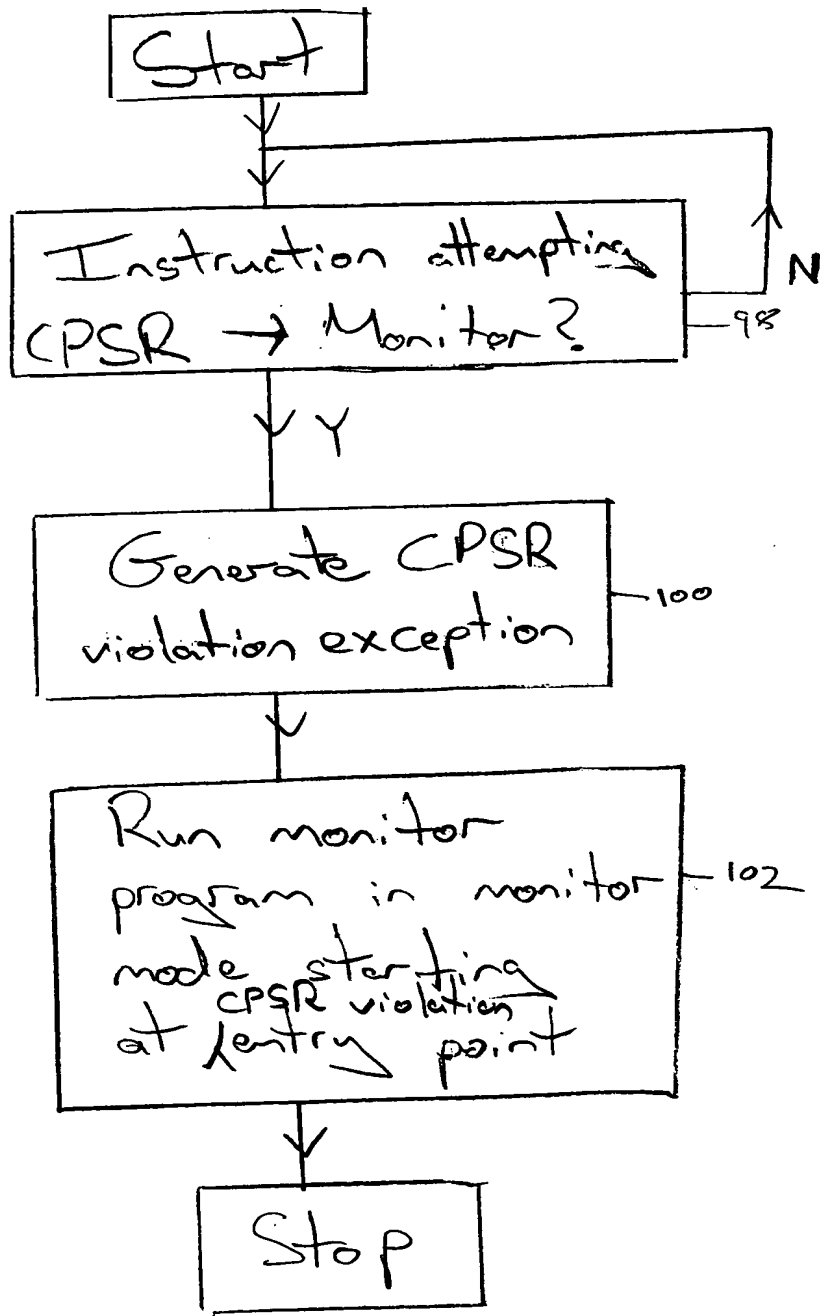 Start
Instruction attempting
CPSR → Monitor?
N
98
Y
Generate CPSR
violation exception
100
Run monitor
program in monitor
mode starting
CPSR violation
at entry point
102
Stop